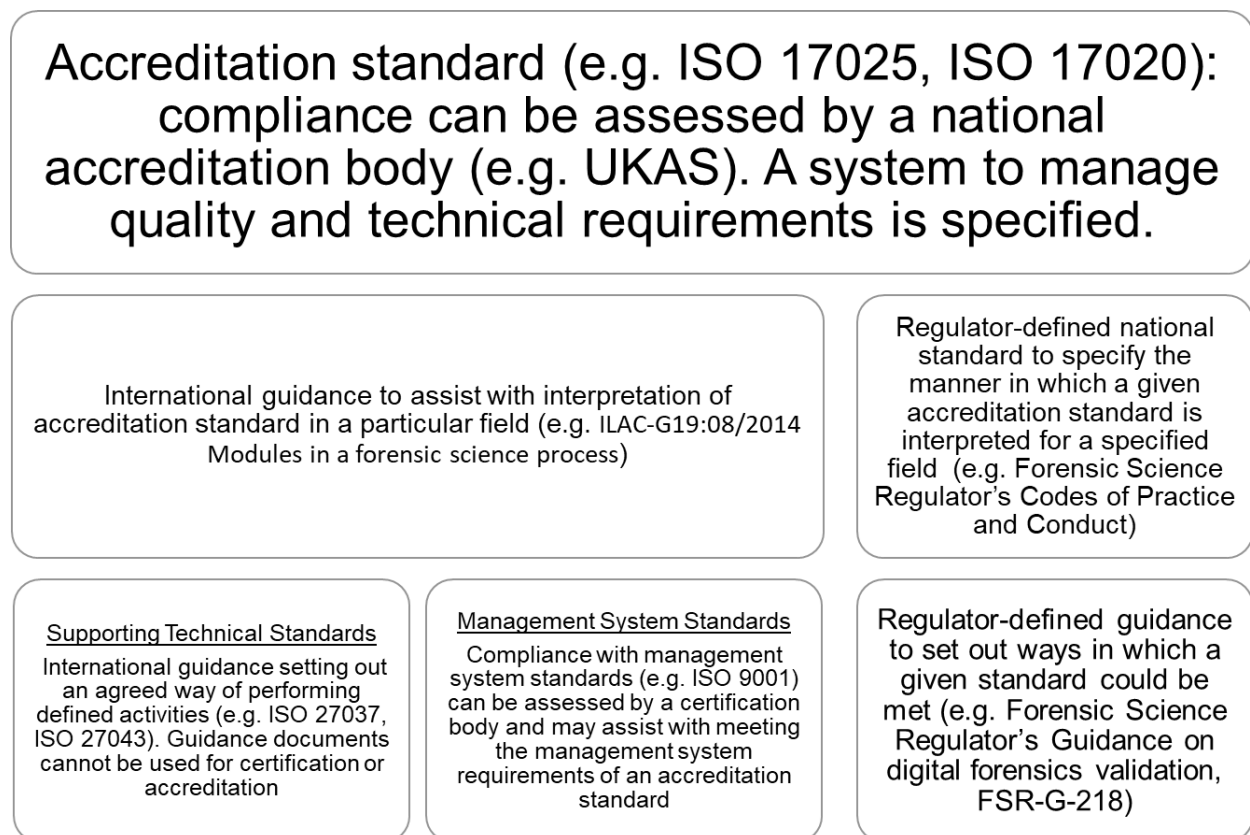 Accreditation standard (e.g. ISO 17025, ISO 17020):
compliance can be assessed by a national
accreditation body (e.g. UKAS). A system to manage
quality and technical requirements is specified.
International guidance to assist with interpretation of
accreditation standard in a particular field (e.g. ILAC-G19:08/2014
Modules in a forensic science process)
Regulator-defined national
standard to specify the
manner in which a given
accreditation standard is
interpreted for a specified
field (e.g. Forensic Science
Regulator’s Codes of Practice
and Conduct)
Supporting Technical Standards
International guidance setting out
an agreed way of performing
defined activities (e.g. ISO 27037,
ISO 27043). Guidance documents
cannot be used for certification or
accreditation
Management System Standards
Compliance with management
system standards (e.g. ISO 9001)
can be assessed by a certification
body and may assist with meeting
the management system
requirements of an accreditation
standard
Regulator-defined guidance
to set out ways in which a
given standard could be
met (e.g. Forensic Science
Regulator’s Guidance on
digital forensics validation,
FSR-G-218)